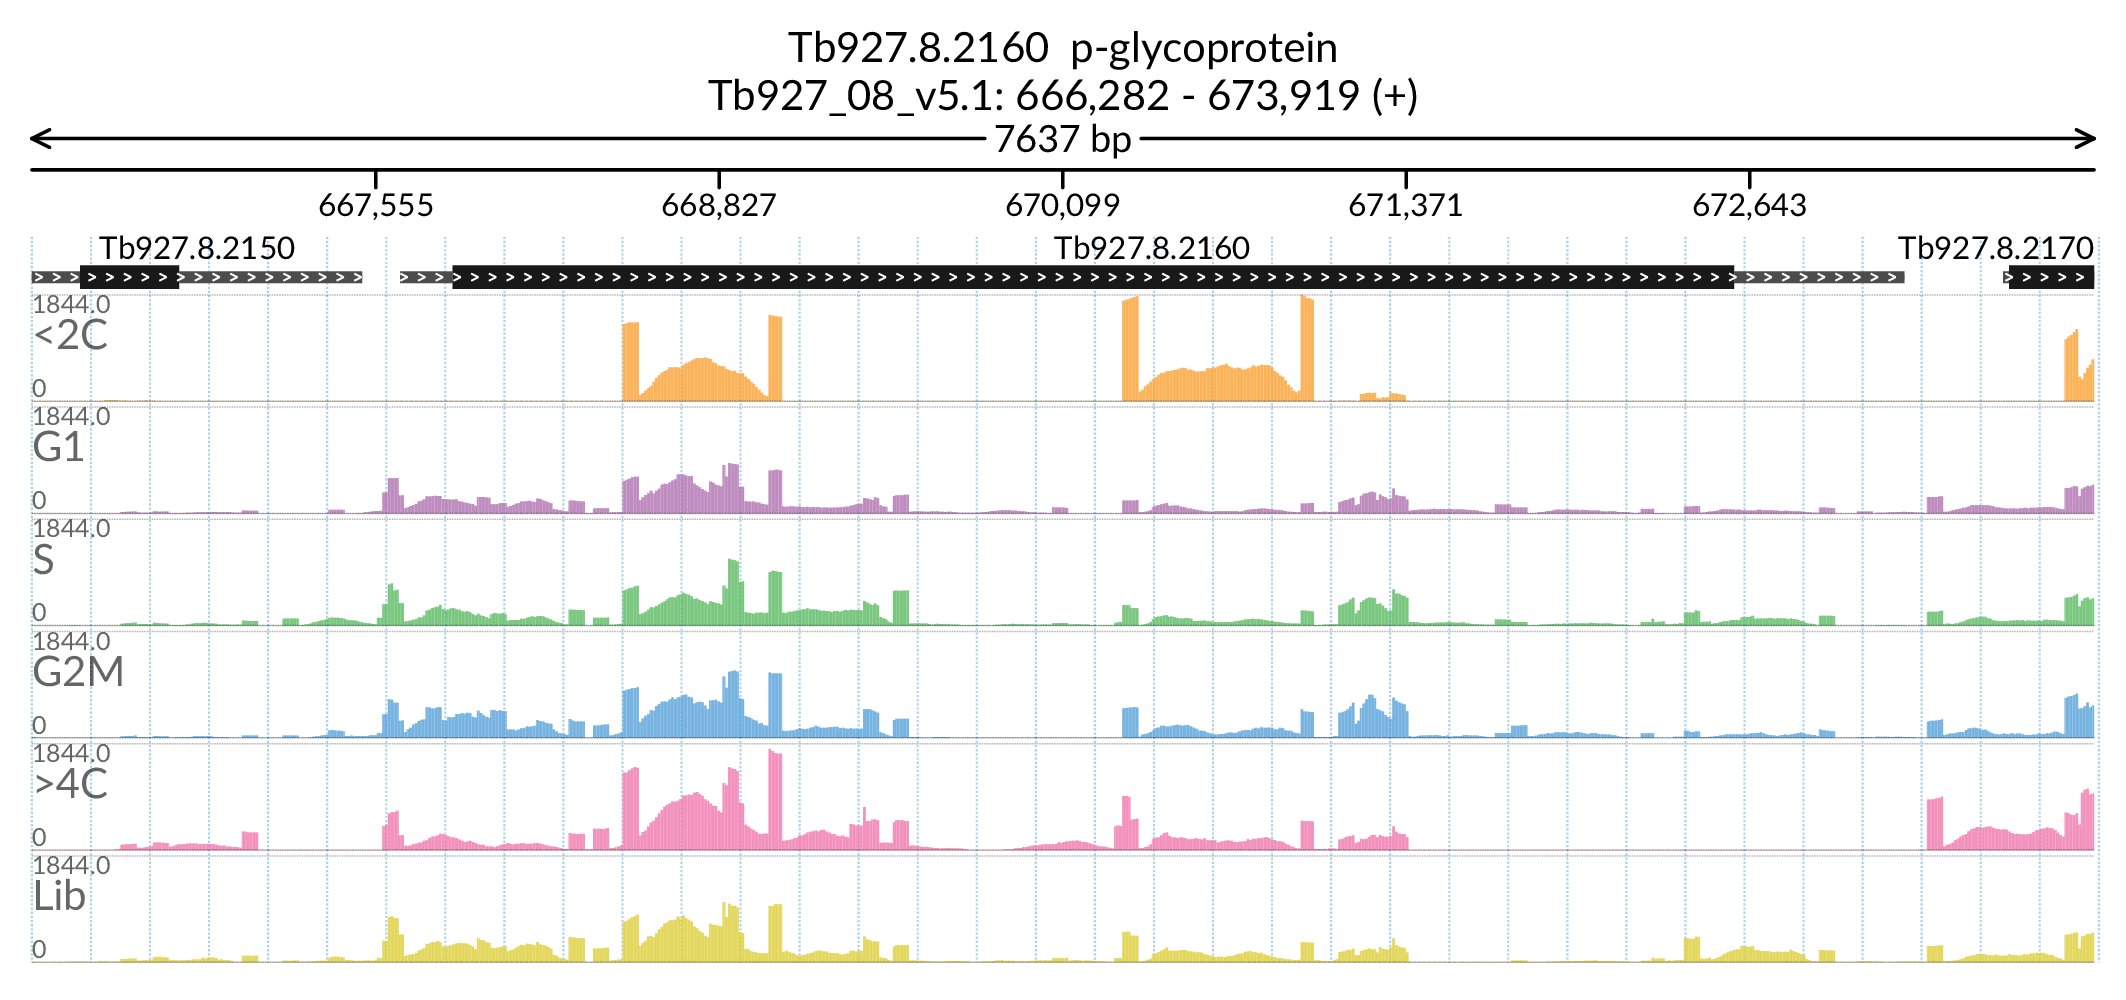 Tb927.8.2160 p-glycoprotein
Tb927_08_v5.1: 666,282 - 673,919 (+)
7637 bp
667,555 668,827 670,099 671,371 672,643
Tb927.8.2150 Tb927.8.2160 Tb927.8.2170
1844.0
<2C
0
1844.0
G1
0
1844.0
S
0
1844.0
G2M
0
1844.0
>4C
0
1844.0
Lib
0